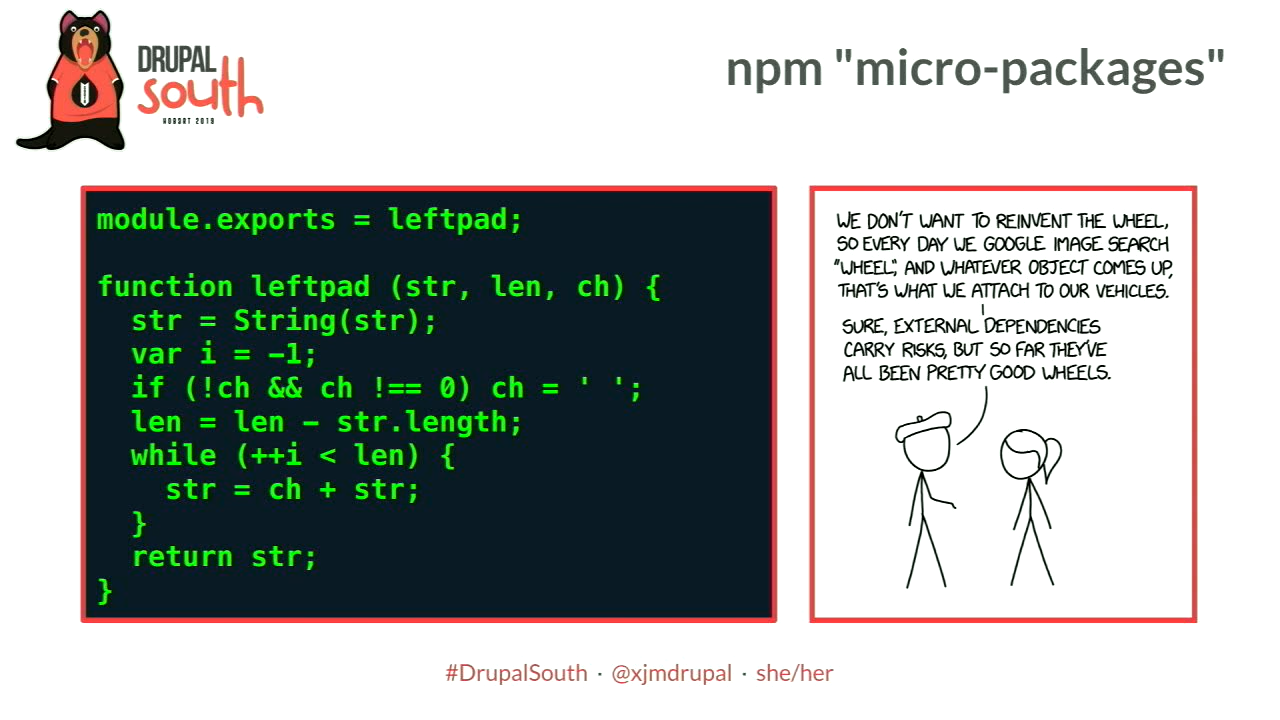 DRUPAL
south
HOBART 2019
npm "micro-packages"
module.exports = leftpad;
function leftpad (str, len, ch) {
  str = String(str);
  var i = -1;
  if (!ch && ch !== 0) ch = ' ';
  len = len - str.length;
  while (++i < len) {
    str = ch + str;
  }
  return str;
}
WE DON'T WANT TO REINVENT THE WHEEL,
SO EVERY DAY WE GOOGLE IMAGE SEARCH
"WHEEL", AND WHATEVER OBJECT COMES UP,
THAT'S WHAT WE ATTACH TO OUR VEHICLES.
SURE, EXTERNAL DEPENDENCIES
CARRY RISKS, BUT SO FAR THEY'VE
ALL BEEN PRETTY GOOD WHEELS.
#DrupalSouth · @xjmdrupal · she/her